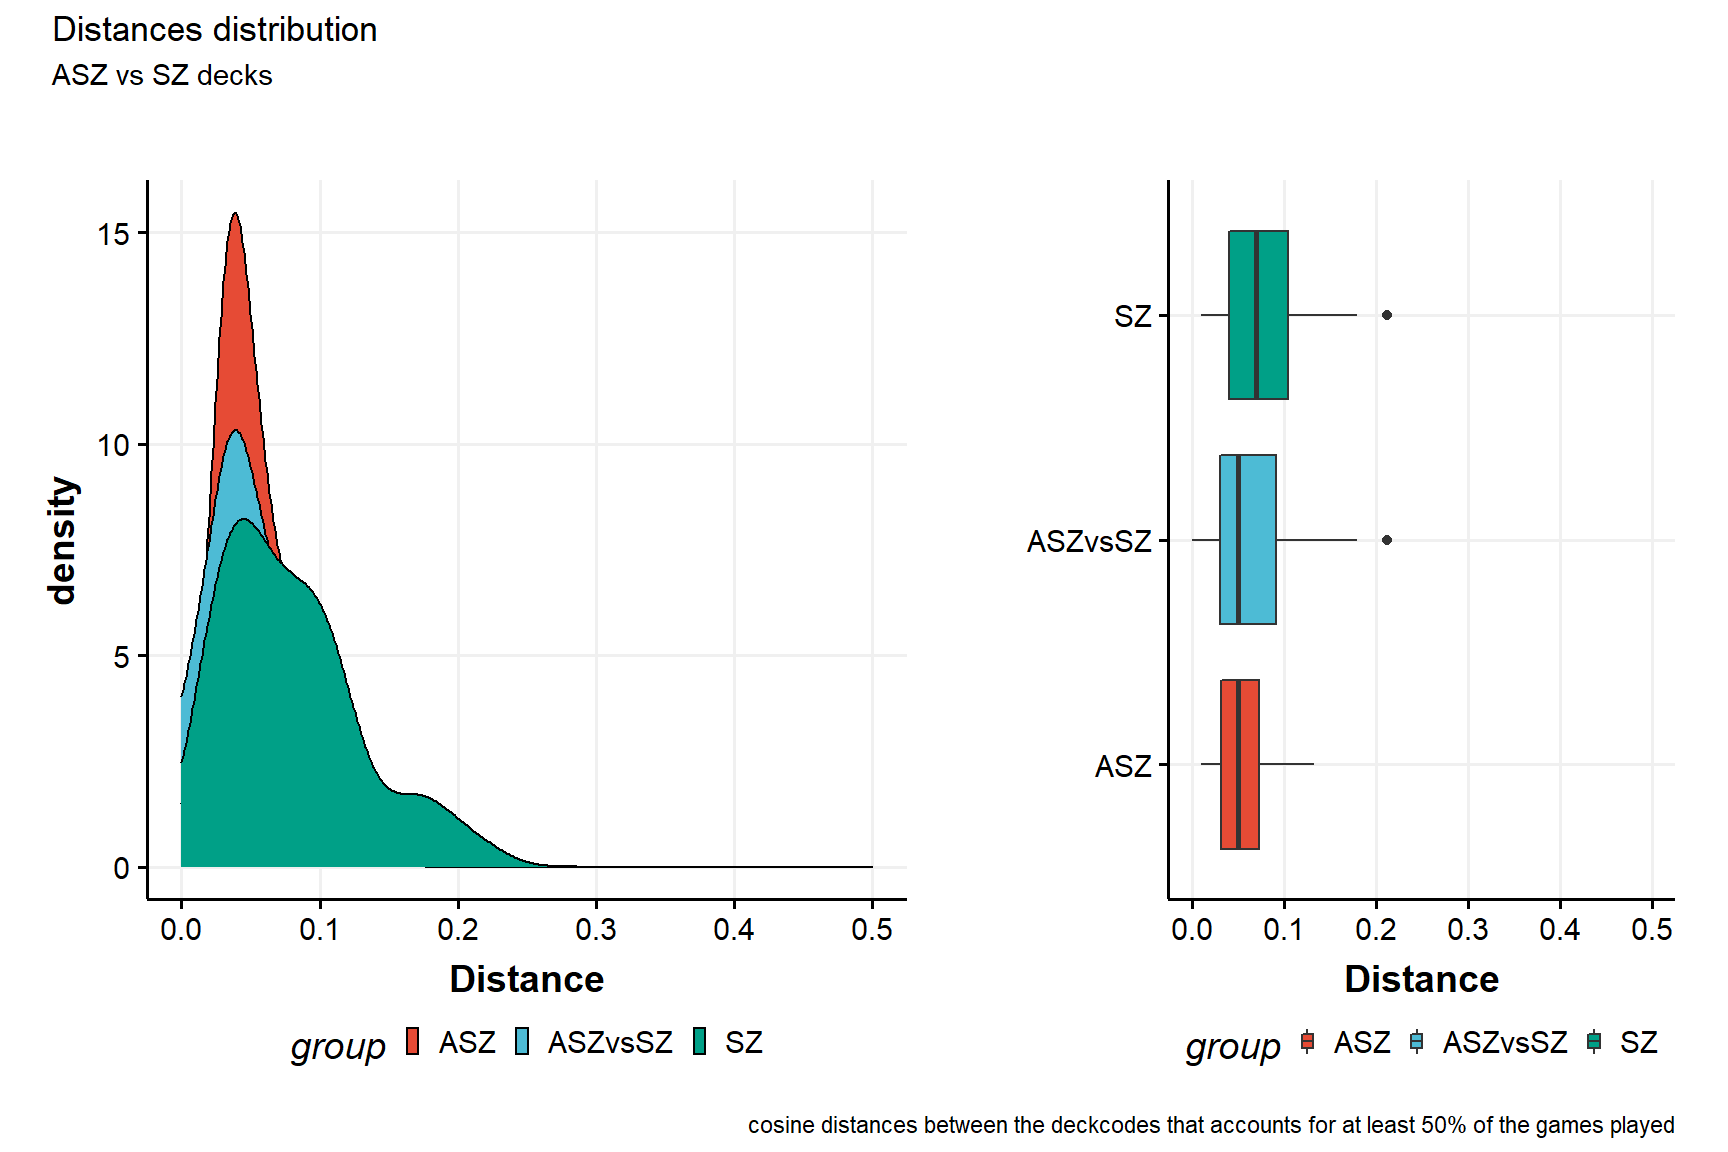 Distances distribution
ASZ vs SZ decks
density
15
10
5
0
0.0 0.1 0.2 0.3 0.4 0.5
Distance
group ASZ ASZvsSZ SZ
SZ
ASZvsSZ
ASZ
0.0 0.1 0.2 0.3 0.4 0.5
Distance
group ASZ ASZvsSZ SZ
cosine distances between the deckcodes that accounts for at least 50% of the games played